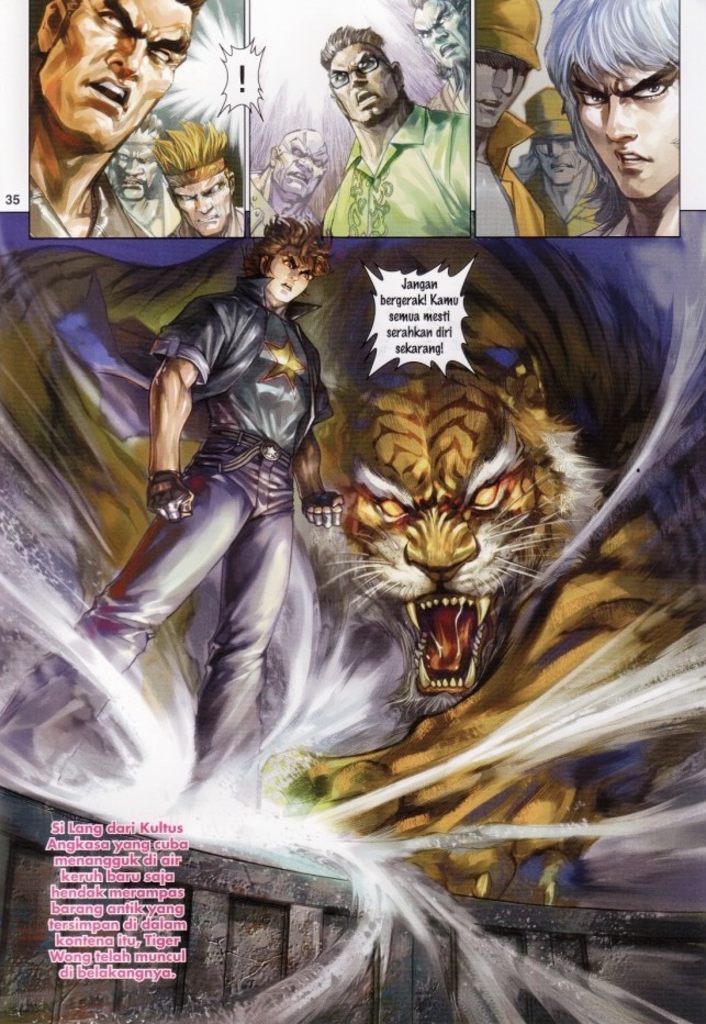 35
!
Jangan
bergerak! Kamu
semua mesti
serahkan diri
sekarang!
Si Lang dari Kultus
Angkasa yang cuba
menangguk di air
keruh baru saja
hendak merampas
barang antik yang
tersimpan di dalam
kontena itu, Tiger
Wong telah muncul
di belakangnya.